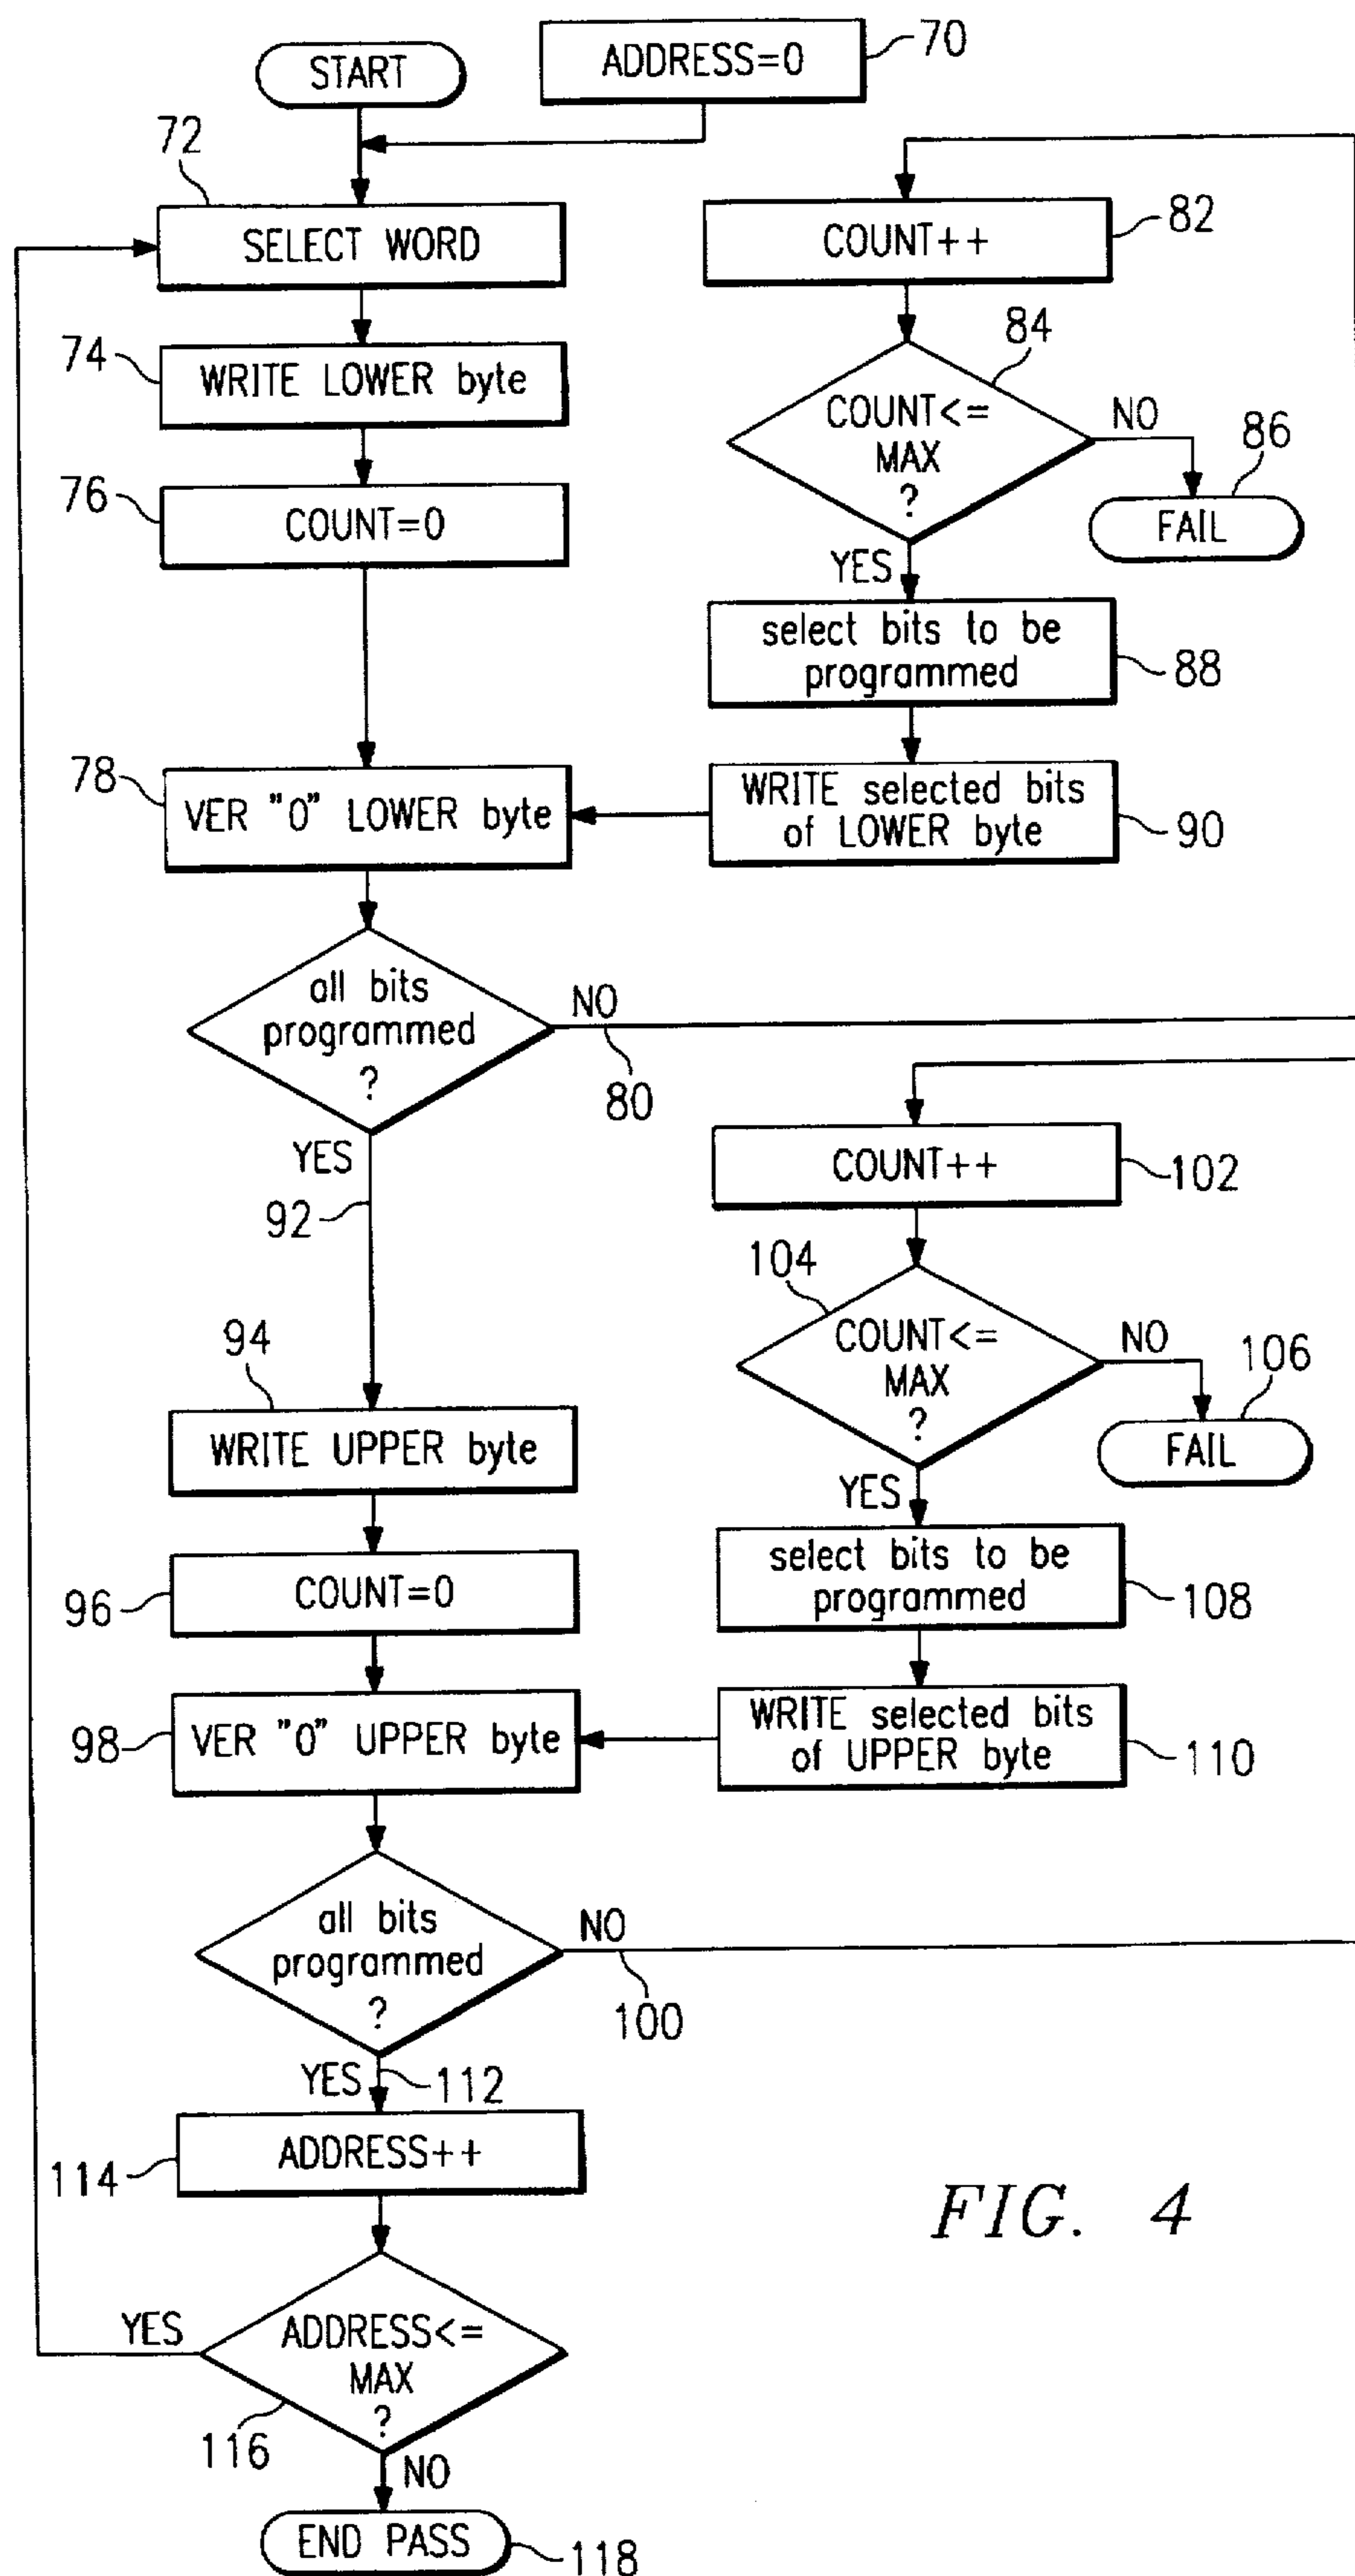 START
ADDRESS=0
70
72
SELECT WORD
74
WRITE LOWER byte
76
COUNT=0
78
VER "0" LOWER byte
all bits
programmed
?
NO
80
YES
92
COUNT++
82
84
COUNT<=
MAX
?
NO
86
FAIL
YES
select bits to be
programmed
88
WRITE selected bits
of LOWER byte
90
94
WRITE UPPER byte
96
COUNT=0
98
VER "0" UPPER byte
all bits
programmed
?
NO
100
YES
112
COUNT++
102
104
COUNT<=
MAX
?
NO
106
FAIL
YES
select bits to be
programmed
108
WRITE selected bits
of UPPER byte
110
114
ADDRESS++
ADDRESS<=
MAX
?
YES
116
NO
END PASS
118
FIG. 4